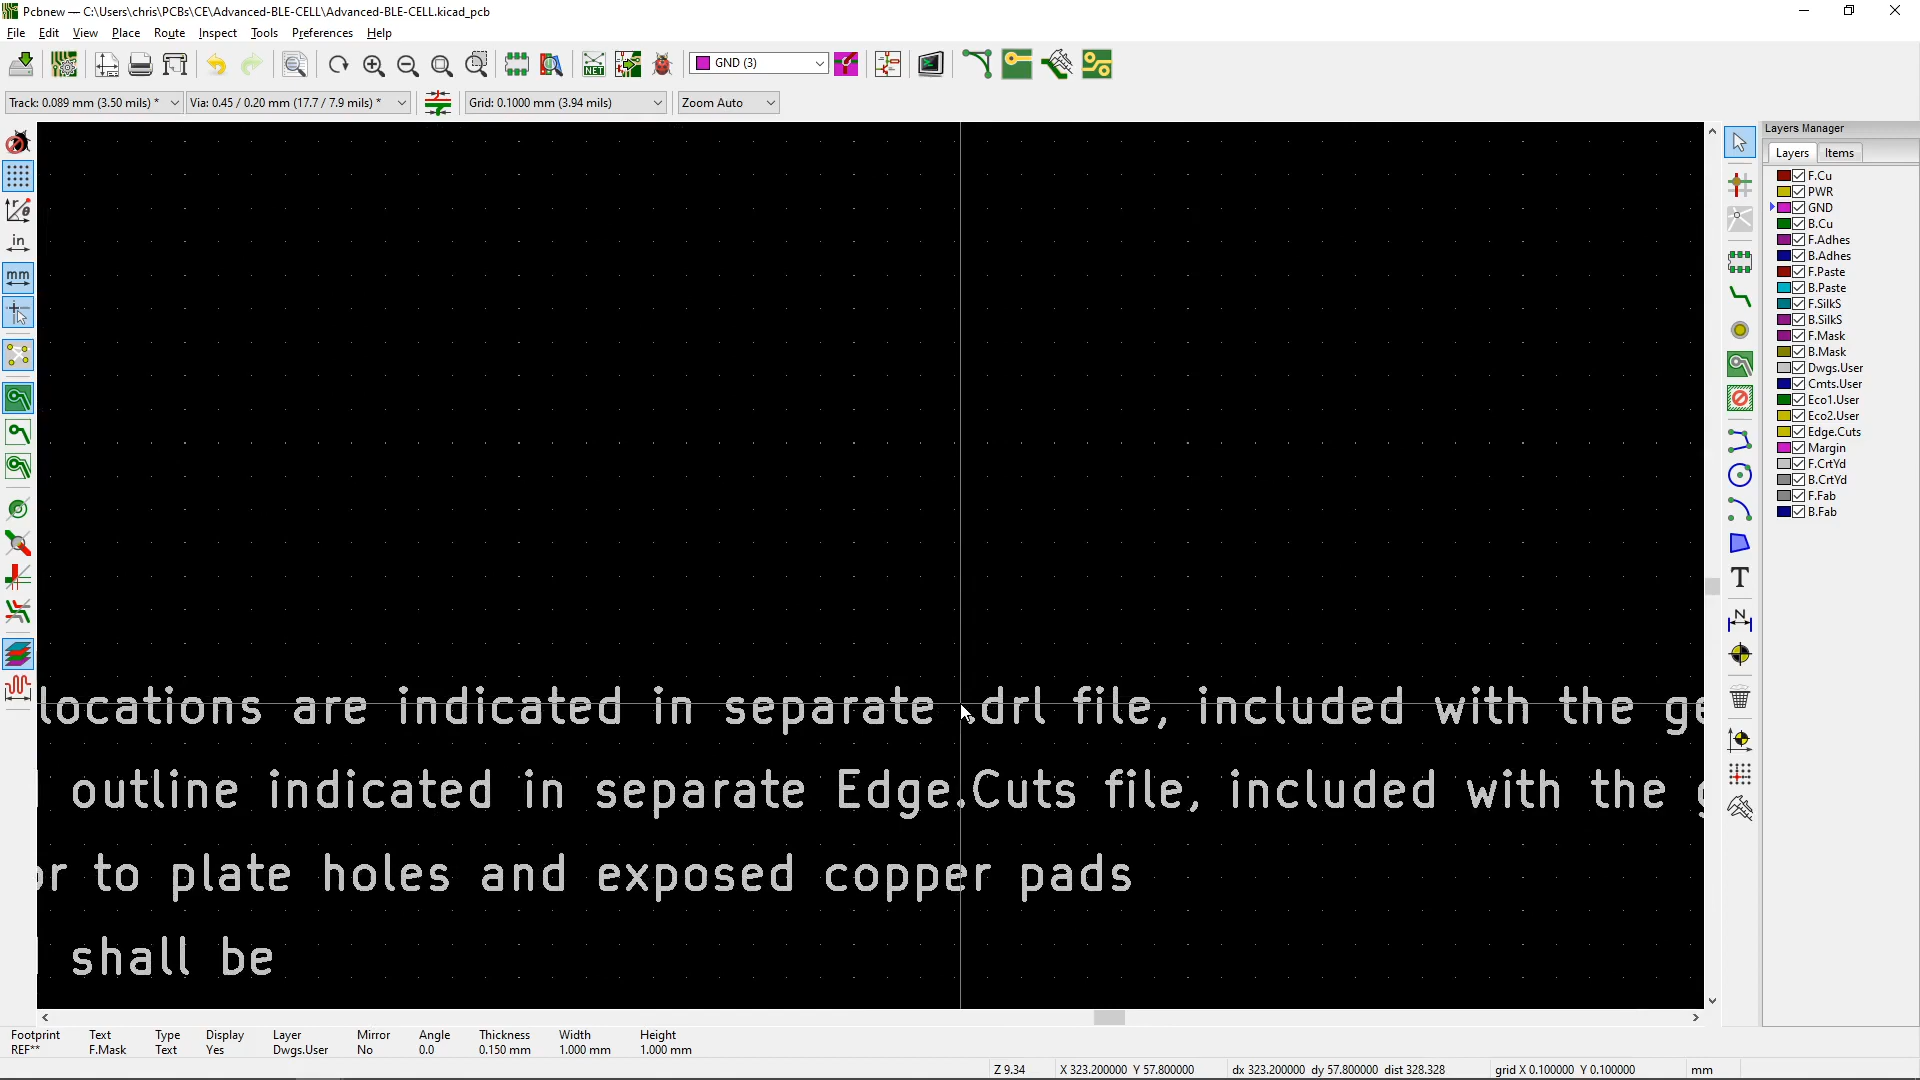 Pcbnew — C:\Users\chris\PCBs\CE\Advanced-BLE-CELL\Advanced-BLE-CELL.kicad_pcb
File Edit View Place Route Inspect Tools Preferences Help
NET GND (3)
Track: 0.089 mm (3.50 mils) * Via: 0.45 / 0.20 mm (17.7 / 7.9 mils) * Grid: 0.1000 mm (3.94 mils) Zoom Auto
Layers Manager
Layers Items
F.Cu
PWR
GND
B.Cu
F.Adhes
B.Adhes
F.Paste
B.Paste
F.SilkS
B.SilkS
F.Mask
B.Mask
Dwgs.User
Cmts.User
Eco1.User
Eco2.User
Edge.Cuts
Margin
F.CrtYd
B.CrtYd
F.Fab
B.Fab
in
mm
T
N
locations are indicated in separate .drl file, included with the ge
outline indicated in separate Edge.Cuts file, included with the g
or to plate holes and exposed copper pads
shall be
Footprint Text Type Display Layer Mirror Angle Thickness Width Height
REF** F.Mask Text Yes Dwgs.User No 0.0 0.150 mm 1.000 mm 1.000 mm
Z 9.34 X 323.200000 Y 57.800000 dx 323.200000 dy 57.800000 dist 328.328 grid X 0.100000 Y 0.100000 mm